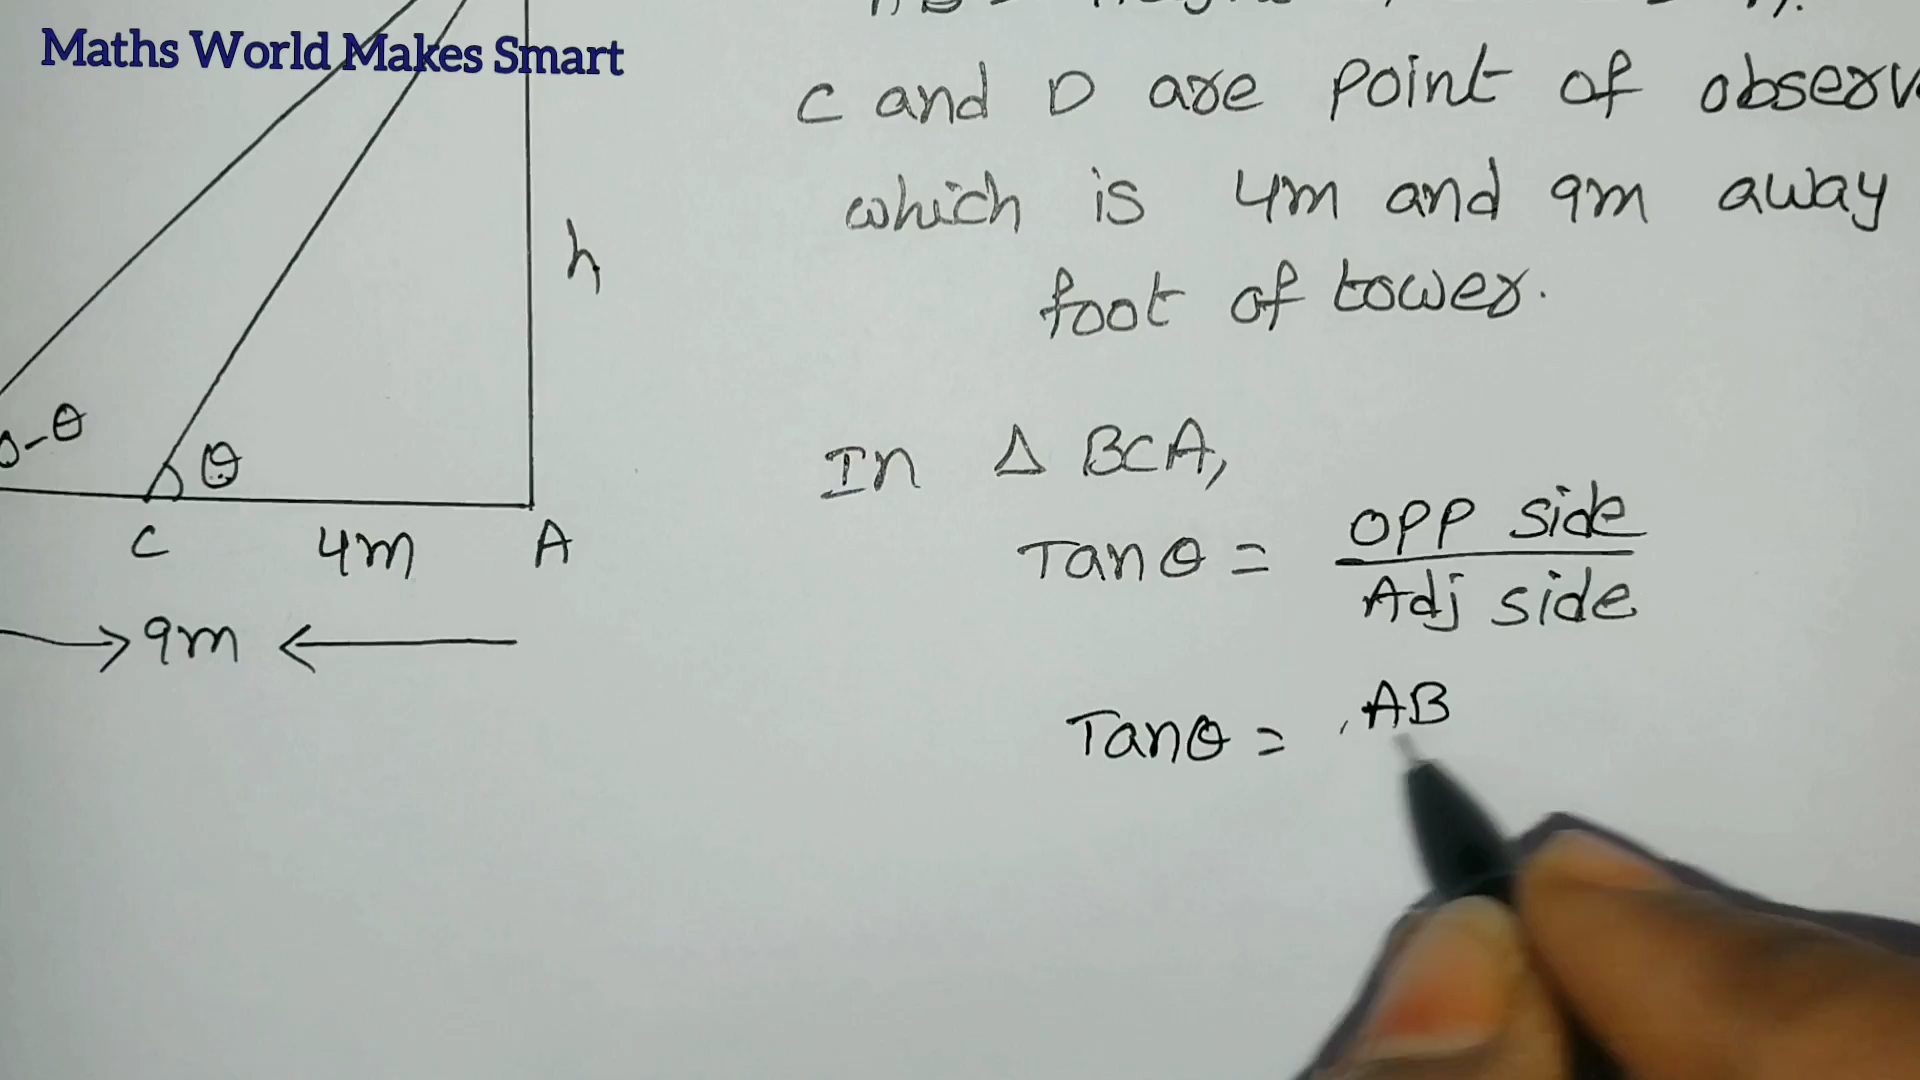 Maths World Makes Smart
C and D are point of observ
which is 4m and 9m away
foot of tower.
h
θ
-θ
In Δ BCA,
Tanθ = opp side
Adj side
C 4m A
9m
Tanθ = AB